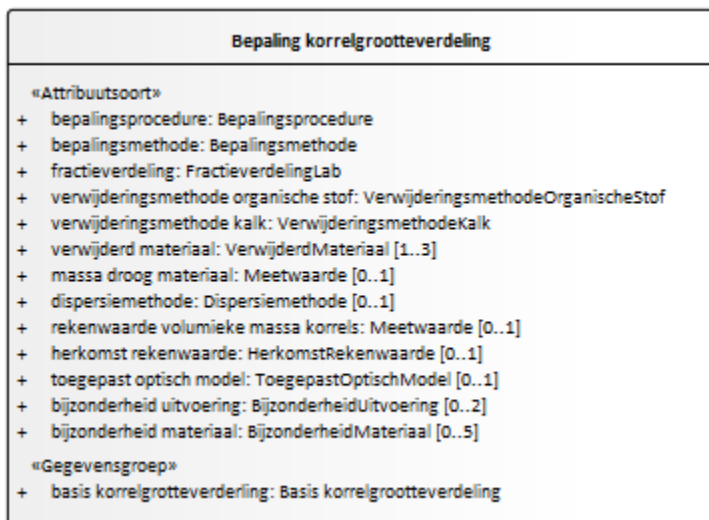 Bepaling korrelgrootteverdeling
«Attribuutsoort»
+ bepalingsprocedure: Bepalingsprocedure
+ bepalingsmethode: Bepalingsmethode
+ fractieverdeling: FractieverdelingLab
+ verwijderingsmethode organische stof: VerwijderingsmethodeOrganischeStof
+ verwijderingsmethode kalk: VerwijderingsmethodeKalk
+ verwijderd materiaal: VerwijderdMateriaal [1..3]
+ massa droog materiaal: Meetwaarde [0..1]
+ dispersiemethode: Dispersiemethode [0..1]
+ rekenwaarde volumieke massa korrels: Meetwaarde [0..1]
+ herkomst rekenwaarde: HerkomstRekenwaarde [0..1]
+ toegepast optisch model: ToegepastOptischModel [0..1]
+ bijzonderheid uitvoering: BijzonderheidUitvoering [0..2]
+ bijzonderheid materiaal: BijzonderheidMateriaal [0..5]
«Gegevensgroep»
+ basis korrelgrotteverderling: Basis korrelgrootteverdeling